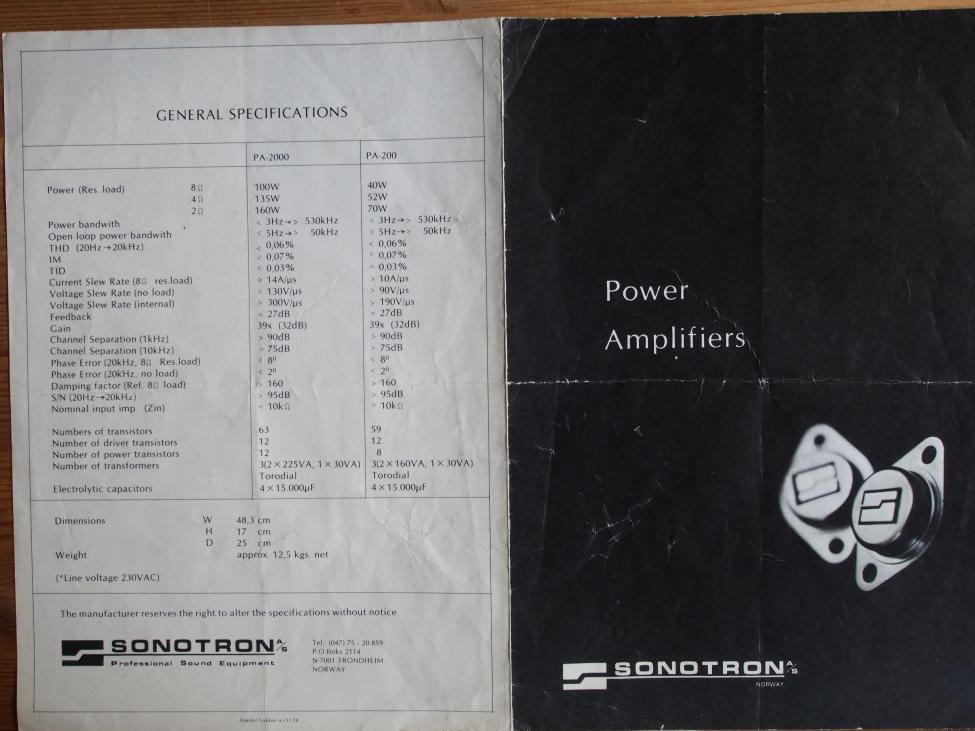 GENERAL SPECIFICATIONS
PA-2000 PA-200
Power (Res. load) 8Ω 100W 40W
4Ω 135W 52W
2Ω 160W 70W
Power bandwith < 3Hz→> 530kHz < 3Hz→> 530kHz
Open loop power bandwith < 5Hz→> 50kHz < 5Hz→> 50kHz
THD (20Hz→20kHz) < 0,06% < 0,06%
IM < 0,07% < 0,07%
TID < 0,03% < 0,03%
Current Slew Rate (8Ω res.load) > 14A/µs > 10A/µs
Voltage Slew Rate (no load) > 130V/µs > 90V/µs
Voltage Slew Rate (internal) > 300V/µs > 190V/µs
Feedback = 27dB = 27dB
Gain 39x (32dB) 39x (32dB)
Channel Separation (1kHz) > 90dB > 90dB
Channel Separation (10kHz) > 75dB > 75dB
Phase Error (20kHz, 8Ω Res.load) < 8⁰ < 8⁰
Phase Error (20kHz, no load) < 2⁰ < 2⁰
Damping factor (Ref. 8Ω load) > 160 > 160
S/N (20Hz→20kHz) > 95dB > 95dB
Nominal input imp. (Zin) = 10kΩ = 10kΩ
Numbers of transistors 63 59
Number of driver transistors 12 12
Number of power transistors 12 8
Number of transformers 3(2×225VA, 1×30VA) 3(2×160VA, 1×30VA)
Torodial Torodial
Electrolytic capacitors 4×15.000µF 4×15.000µF
Dimensions W 48,3 cm
H 17 cm
D 25 cm
Weight approx. 12,5 kgs. net
(*Line voltage 230VAC)
The manufacturer reserves the right to alter the specifications without notice.
SONOTRON A/S
Professional Sound Equipment
Tel.: (047) 75 - 20 859
P.O.Boks 2114
N-7001 TRONDHEIM
NORWAY
Power
Amplifiers
SONOTRON A/S
NORWAY